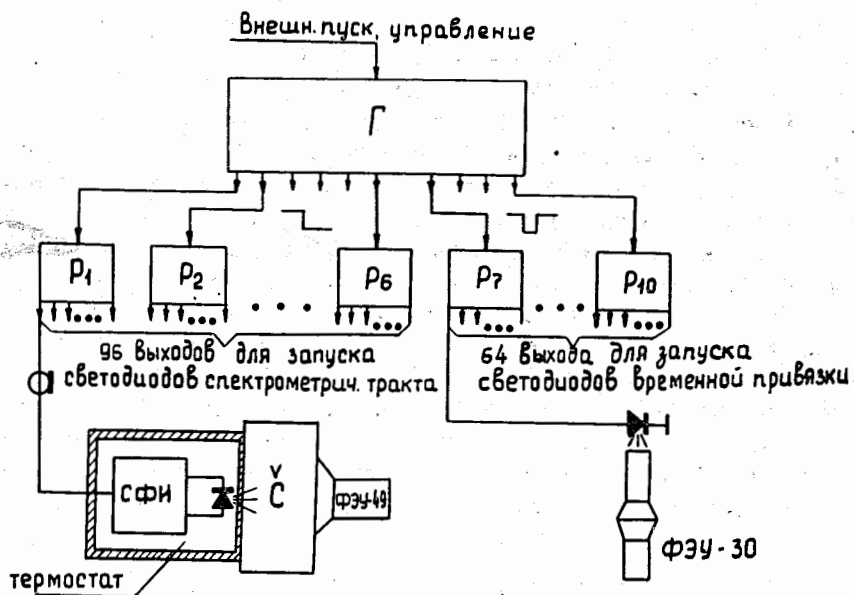 Внешн. пуск, управление
Г
P1
P2
P6
P7
P10
96 выходов для запуска
светодиодов спектрометрич. тракта
64 выхода для запуска
светодиодов временной привязки
СФИ
Č
ФЭУ-49
ФЭУ-30
термостат